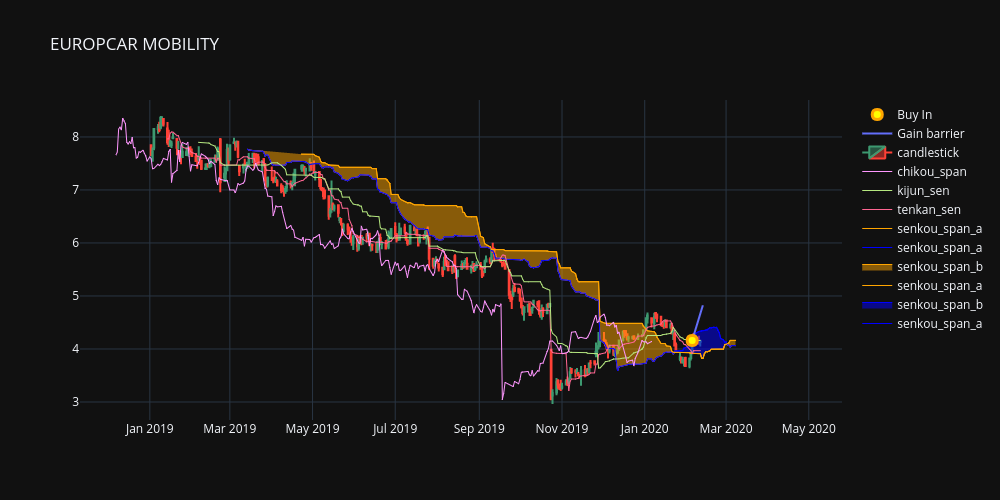 EUROPCAR MOBILITY
8
7
6
5
4
3
Jan 2019
Mar 2019
May 2019
Jul 2019
Sep 2019
Nov 2019
Jan 2020
Mar 2020
May 2020
Buy In
Gain barrier
candlestick
chikou_span
kijun_sen
tenkan_sen
senkou_span_a
senkou_span_a
senkou_span_b
senkou_span_a
senkou_span_b
senkou_span_a